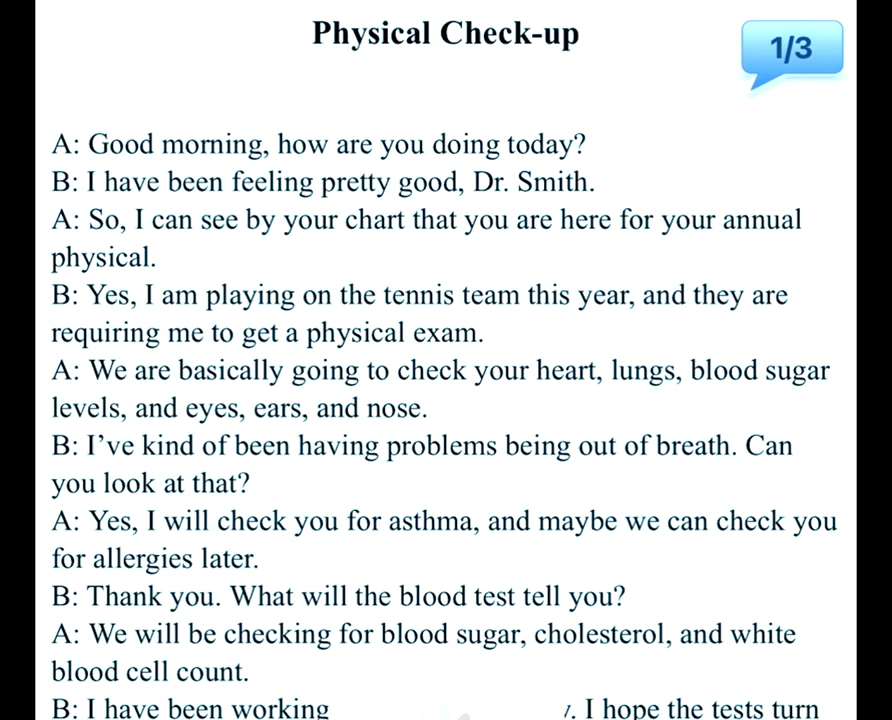 Physical Check-up
1/3
A: Good morning, how are you doing today?
B: I have been feeling pretty good, Dr. Smith.
A: So, I can see by your chart that you are here for your annual
physical.
B: Yes, I am playing on the tennis team this year, and they are
requiring me to get a physical exam.
A: We are basically going to check your heart, lungs, blood sugar
levels, and eyes, ears, and nose.
B: I’ve kind of been having problems being out of breath. Can
you look at that?
A: Yes, I will check you for asthma, and maybe we can check you
for allergies later.
B: Thank you. What will the blood test tell you?
A: We will be checking for blood sugar, cholesterol, and white
blood cell count.
B: I have been working . I hope the tests turn